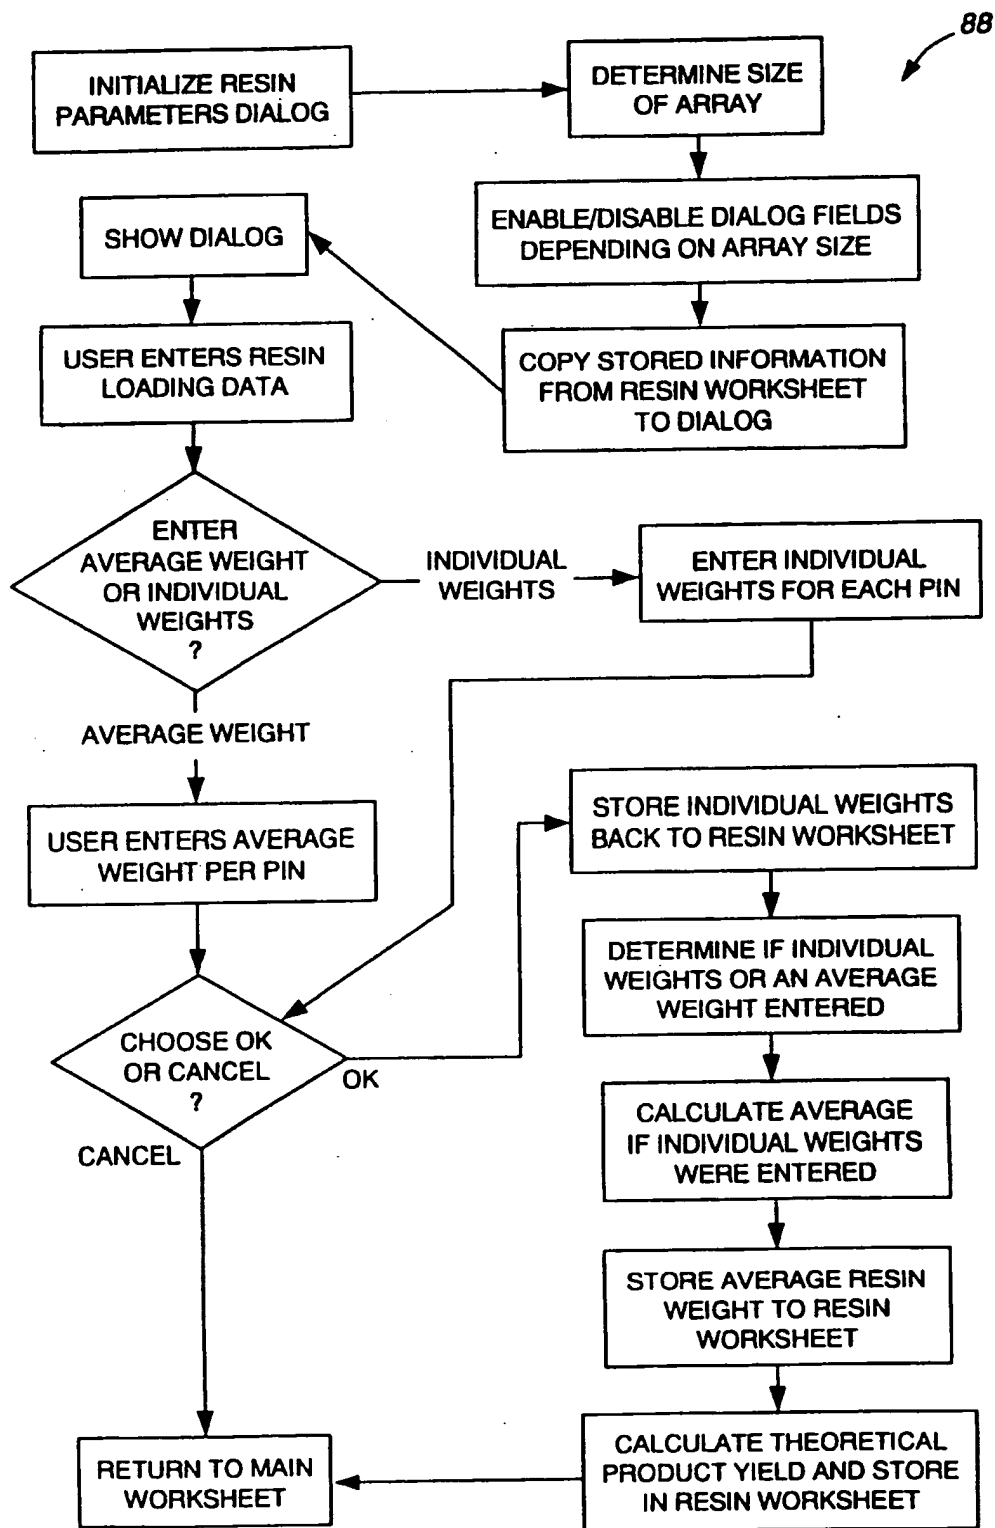 88
INITIALIZE RESIN
PARAMETERS DIALOG
DETERMINE SIZE
OF ARRAY
ENABLE/DISABLE DIALOG FIELDS
DEPENDING ON ARRAY SIZE
COPY STORED INFORMATION
FROM RESIN WORKSHEET
TO DIALOG
SHOW DIALOG
USER ENTERS RESIN
LOADING DATA
ENTER
AVERAGE WEIGHT
OR INDIVIDUAL
WEIGHTS
?
INDIVIDUAL
WEIGHTS
ENTER INDIVIDUAL
WEIGHTS FOR EACH PIN
AVERAGE WEIGHT
USER ENTERS AVERAGE
WEIGHT PER PIN
CHOOSE OK
OR CANCEL
?
OK
CANCEL
STORE INDIVIDUAL WEIGHTS
BACK TO RESIN WORKSHEET
DETERMINE IF INDIVIDUAL
WEIGHTS OR AN AVERAGE
WEIGHT ENTERED
CALCULATE AVERAGE
IF INDIVIDUAL WEIGHTS
WERE ENTERED
STORE AVERAGE RESIN
WEIGHT TO RESIN
WORKSHEET
CALCULATE THEORETICAL
PRODUCT YIELD AND STORE
IN RESIN WORKSHEET
RETURN TO MAIN
WORKSHEET